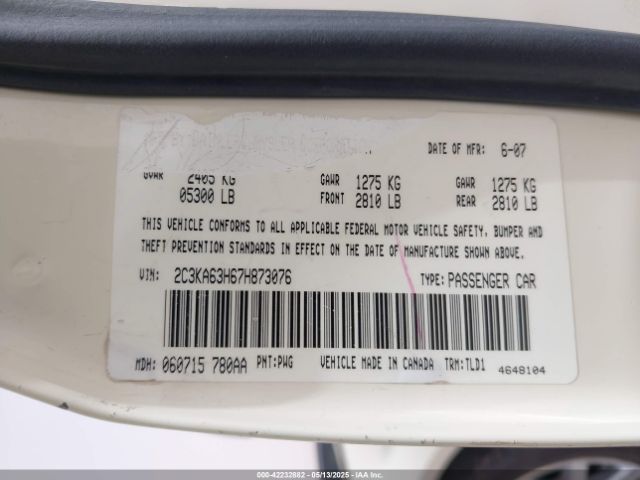 DATE OF MFR: 6-07
GVWR 2405 KG GAWR 1275 KG GAWR 1275 KG
05300 LB FRONT 2810 LB REAR 2810 LB
THIS VEHICLE CONFORMS TO ALL APPLICABLE FEDERAL MOTOR VEHICLE SAFETY, BUMPER AND
THEFT PREVENTION STANDARDS IN EFFECT ON THE DATE OF MANUFACTURE SHOWN ABOVE.
VIN: 2C3KA63H67H873076 TYPE: PASSENGER CAR
MDH: 060715 780AA PNT: PWG VEHICLE MADE IN CANADA TRM: TLD1 4648104
000-42232682 - 05/13/2025 - IAA Inc.